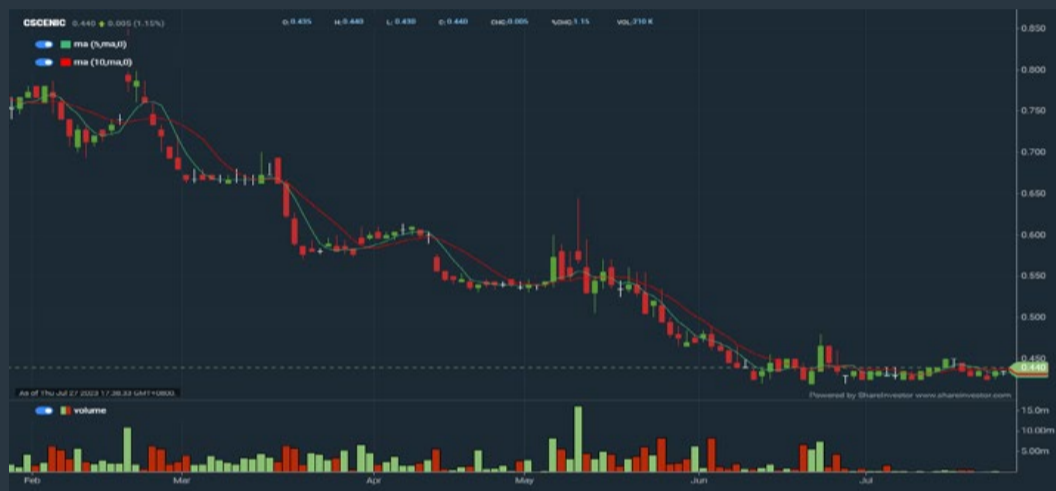 CSCENIC 0.440 0.005 (1.15%) O: 0.435 H: 0.440 L: 0.430 C: 0.440 CHG: 0.005 %CHG: 1.15 VOL: 310 K
ma (5,ma,0)
ma (10,ma,0)
0.850
0.800
0.750
0.700
0.650
0.600
0.550
0.500
0.450
0.440
As of Thu Jul 27 2023 17:36:33 GMT+0800
Powered by ShareInvestor www.shareinvestor.com
volume
15.0m
10.00m
5.00m
Feb Mar Apr May Jun Jul